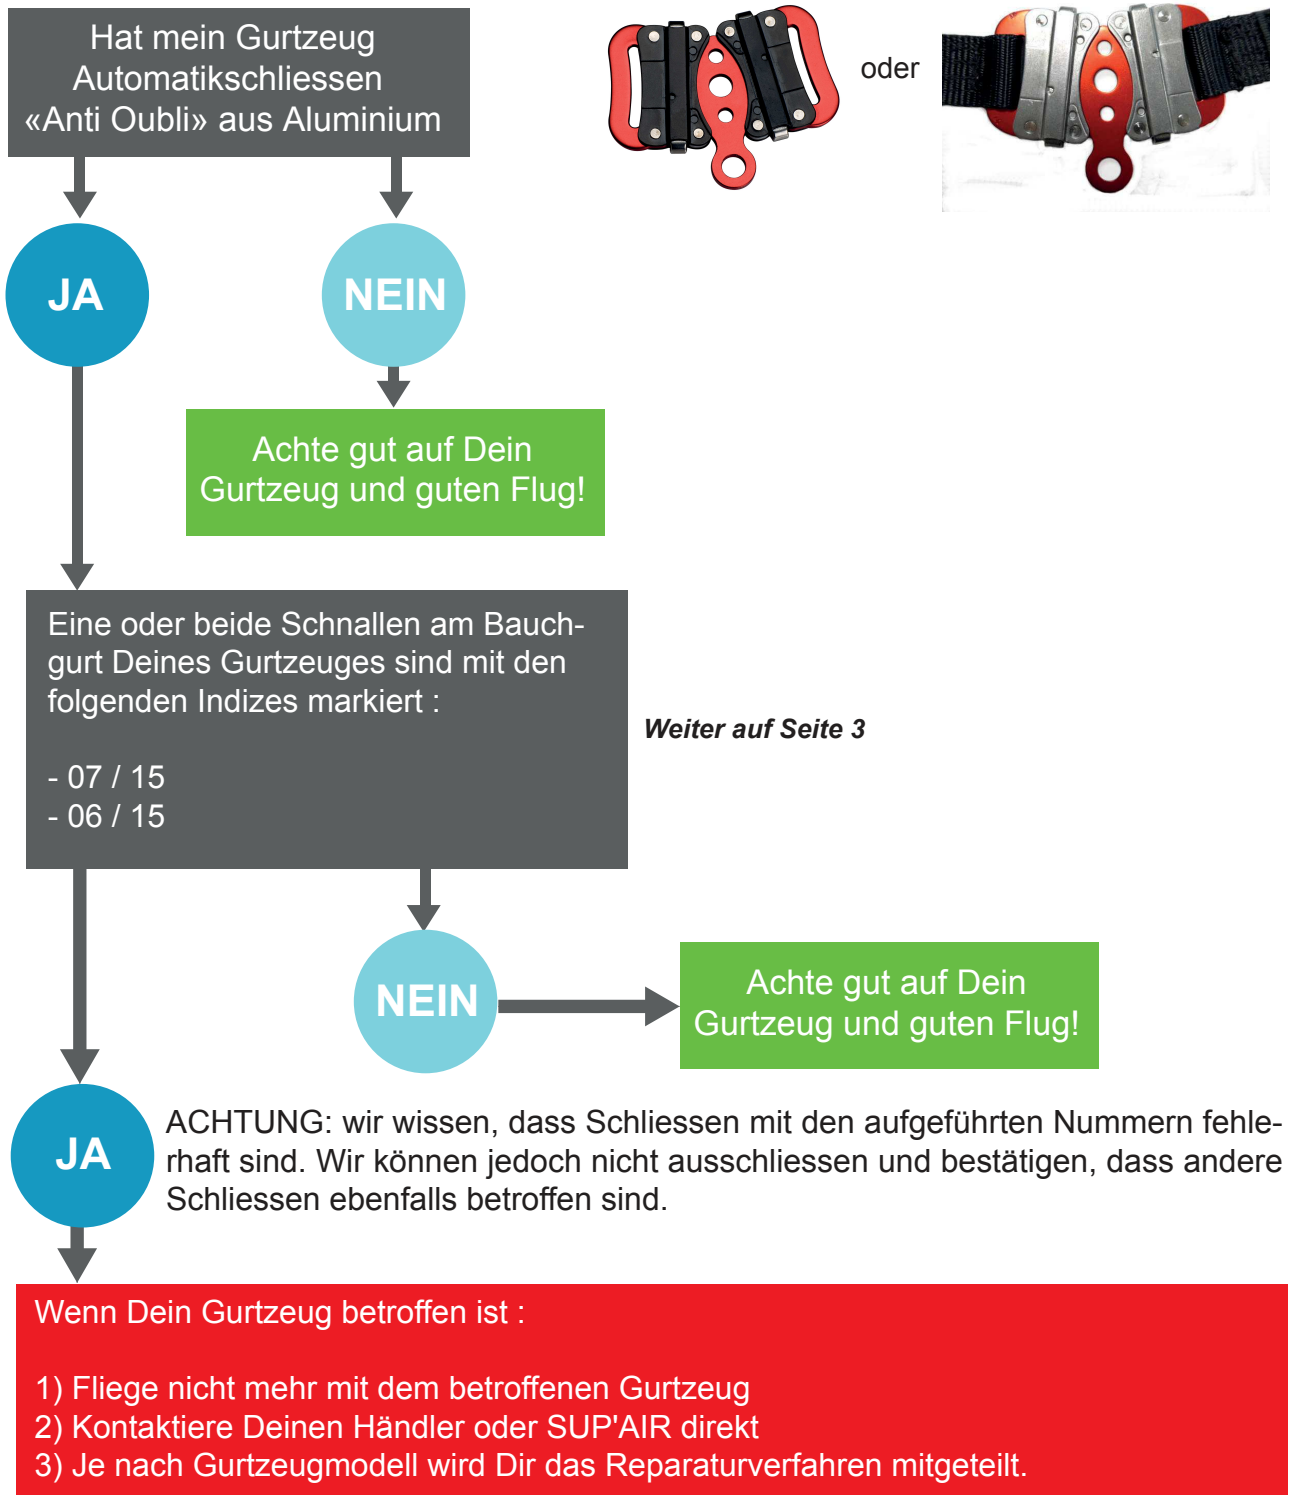 Hat mein Gurtzeug
Automatikschliessen
«Anti Oubli» aus Aluminium
oder
JA
NEIN
Achte gut auf Dein
Gurtzeug und guten Flug!
Eine oder beide Schnallen am Bauch-
gurt Deines Gurtzeuges sind mit den
folgenden Indizes markiert :
- 07 / 15
- 06 / 15
Weiter auf Seite 3
NEIN
Achte gut auf Dein
Gurtzeug und guten Flug!
JA
ACHTUNG: wir wissen, dass Schliessen mit den aufgeführten Nummern fehle-
rhaft sind. Wir können jedoch nicht ausschliessen und bestätigen, dass andere
Schliessen ebenfalls betroffen sind.
Wenn Dein Gurtzeug betroffen ist :
1) Fliege nicht mehr mit dem betroffenen Gurtzeug
2) Kontaktiere Deinen Händler oder SUP'AIR direkt
3) Je nach Gurtzeugmodell wird Dir das Reparaturverfahren mitgeteilt.